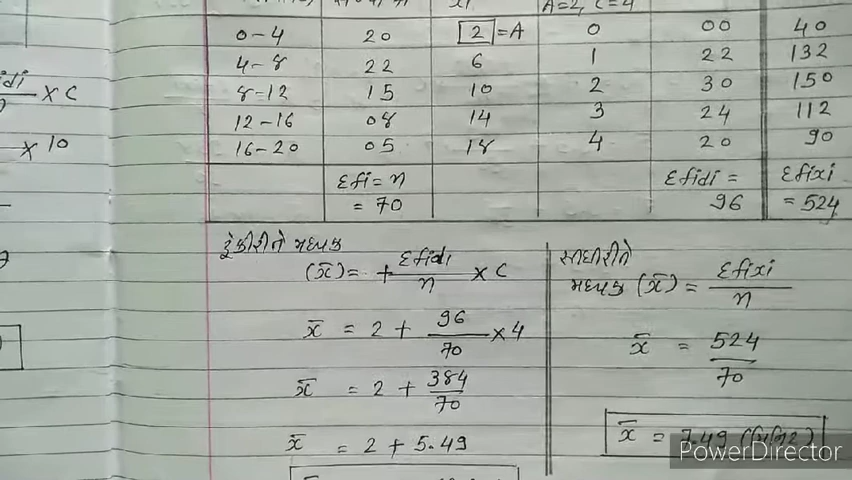 A=2, C=4
0-4 20 2 =A 0 00 40
4-8 22 6 1 22 132
8-12 15 10 2 30 150
12-16 08 14 3 24 112
16-20 05 18 4 20 90
Σfi = n Σfidi = Σfixi
= 70 96 = 524
fidi × C
× 10
ટૂંકીરીતે મધ્યક
(x̄) = + Σfidi / n × C
x̄ = 2 + 96 / 70 × 4
x̄ = 2 + 384 / 70
x̄ = 2 + 5.49
સાદીરીતે
મધ્યક (x̄) = Σfixi / n
x̄ = 524 / 70
x̄ = 7.49 (મિનિટ)
PowerDirector